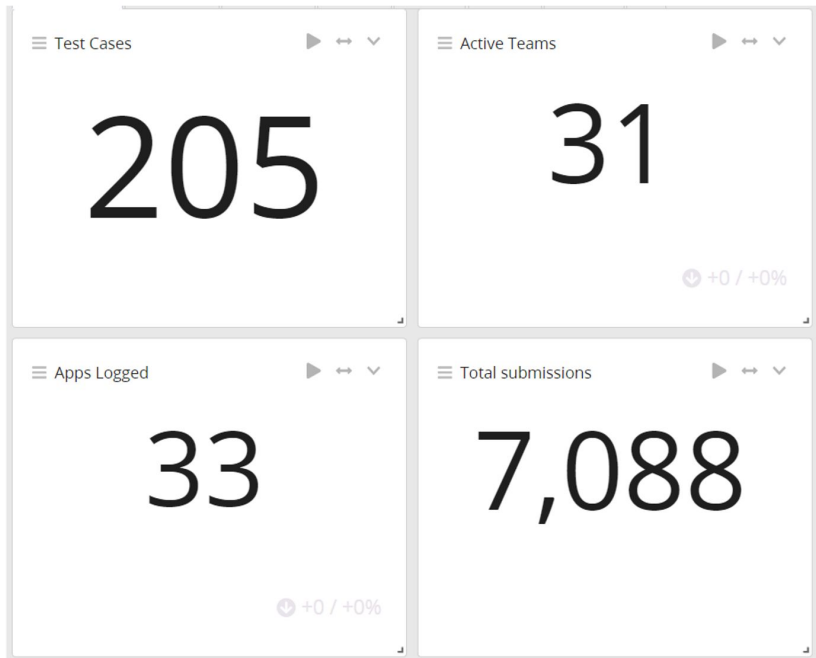 Test Cases
205
Active Teams
31
+0 / +0%
Apps Logged
33
+0 / +0%
Total submissions
7,088